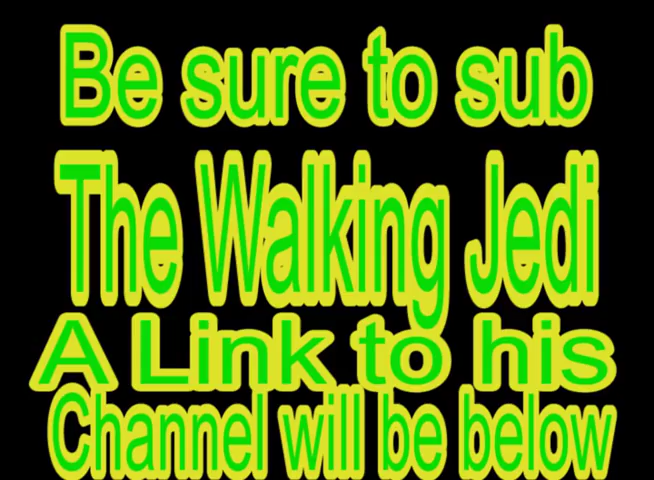 Be sure to sub
The Walking Jedi
A Link to his
Channel will be below